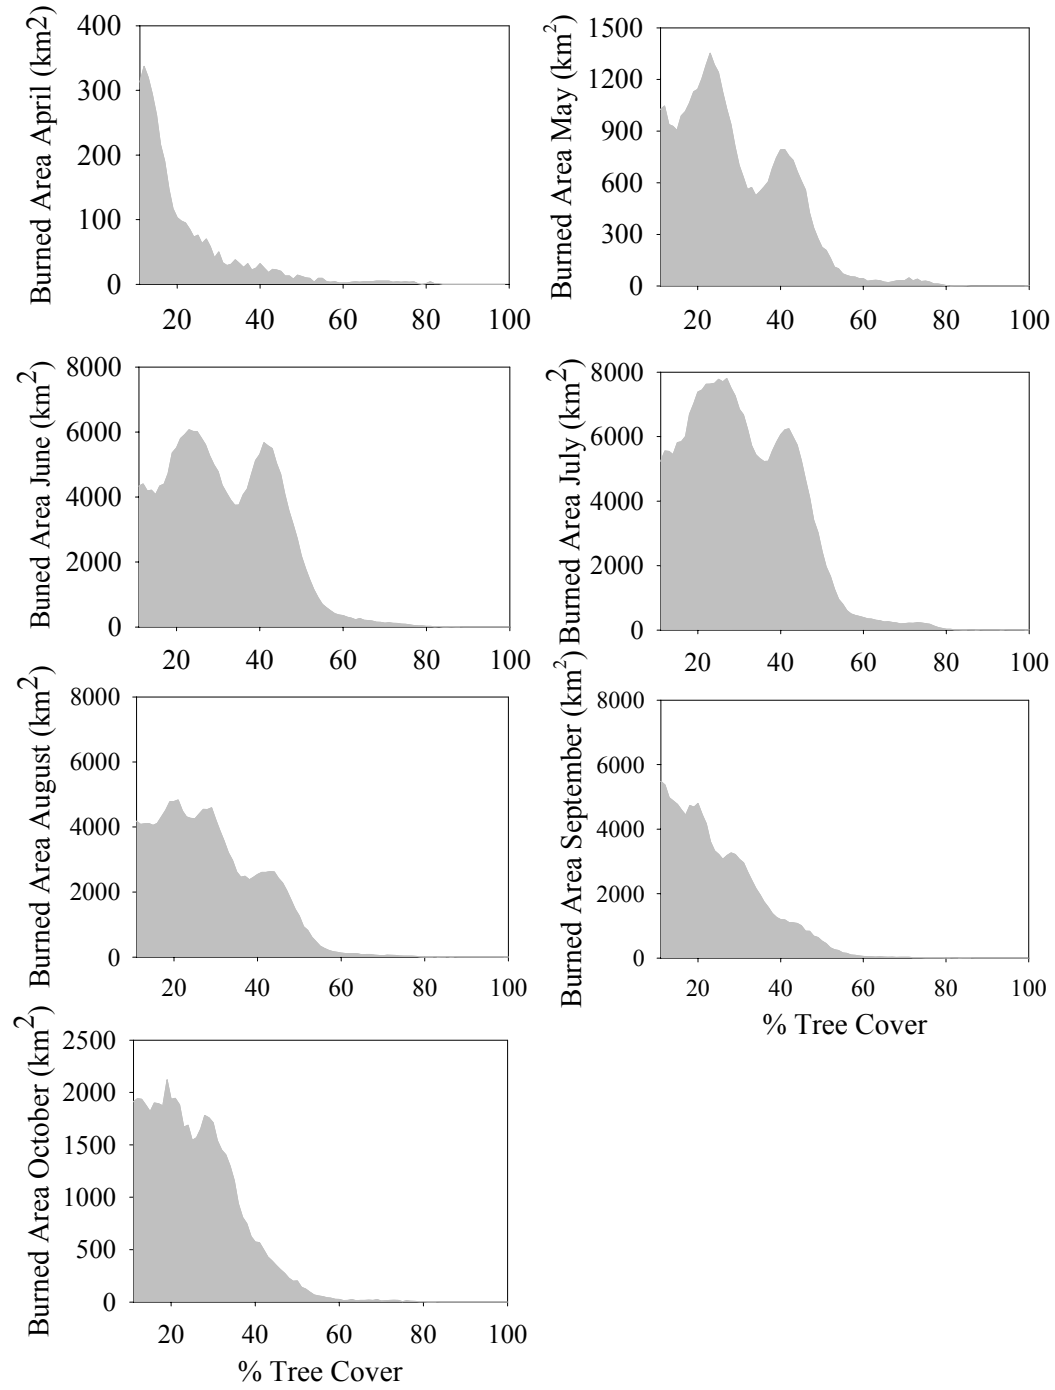 Burned Area April (km2)
400
300
200
100
0
20 40 60 80 100
Burned Area May (km²)
1500
1200
900
600
300
0
20 40 60 80 100
Buned Area June (km²)
8000
6000
4000
2000
0
20 40 60 80 100
Burned Area July (km²)
8000
6000
4000
2000
0
20 40 60 80 100
Burned Area August (km²)
8000
6000
4000
2000
0
20 40 60 80 100
Burned Area September (km²)
8000
6000
4000
2000
0
20 40 60 80 100
% Tree Cover
Burned Area October (km²)
2500
2000
1500
1000
500
0
20 40 60 80 100
% Tree Cover